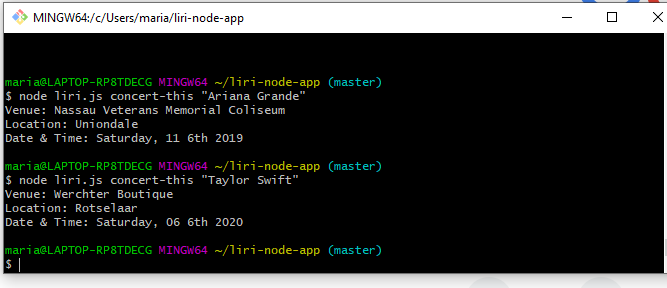 MINGW64:/c/Users/maria/liri-node-app
maria@LAPTOP-RP8TDECG MINGW64 ~/liri-node-app (master)
$ node liri.js concert-this "Ariana Grande"
Venue: Nassau Veterans Memorial Coliseum
Location: Uniondale
Date & Time: Saturday, 11 6th 2019
maria@LAPTOP-RP8TDECG MINGW64 ~/liri-node-app (master)
$ node liri.js concert-this "Taylor Swift"
Venue: Werchter Boutique
Location: Rotselaar
Date & Time: Saturday, 06 6th 2020
maria@LAPTOP-RP8TDECG MINGW64 ~/liri-node-app (master)
$